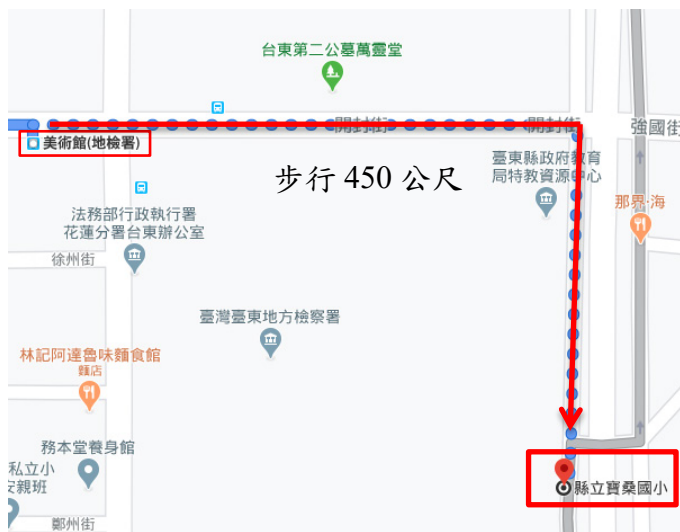 台東第二公墓萬靈堂
開封街
開封街
強國街
美術館(地檢署)
步行 450 公尺
臺東縣政府教育
局特教資源中心
那界·海
法務部行政執行署
花蓮分署台東辦公室
徐州街
臺灣臺東地方檢察署
林記阿達魯味麵食館
麵店
務本堂養身館
私立小
安親班
縣立寶桑國小
鄭州街